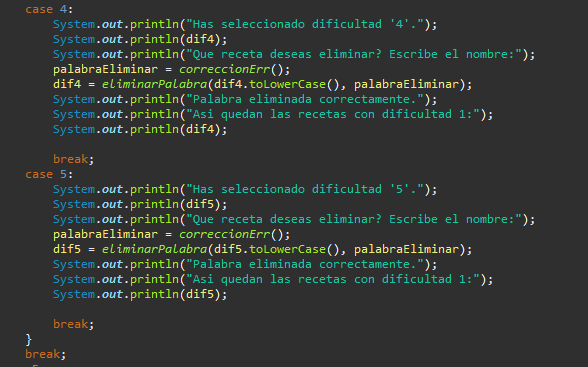 case 4:
System.out.println("Has seleccionado dificultad '4'.");
System.out.println(dif4);
System.out.println("Que receta deseas eliminar? Escribe el nombre:");
palabraEliminar = correccionErr();
dif4 = eliminarPalabra(dif4.toLowerCase(), palabraEliminar);
System.out.println("Palabra eliminada correctamente.");
System.out.println("Asi quedan las recetas con dificultad 1:");
System.out.println(dif4);
break;
case 5:
System.out.println("Has seleccionado dificultad '5'.");
System.out.println(dif5);
System.out.println("Que receta deseas eliminar? Escribe el nombre:");
palabraEliminar = correccionErr();
dif5 = eliminarPalabra(dif5.toLowerCase(), palabraEliminar);
System.out.println("Palabra eliminada correctamente.");
System.out.println("Asi quedan las recetas con dificultad 1:");
System.out.println(dif5);
break;
}
break;